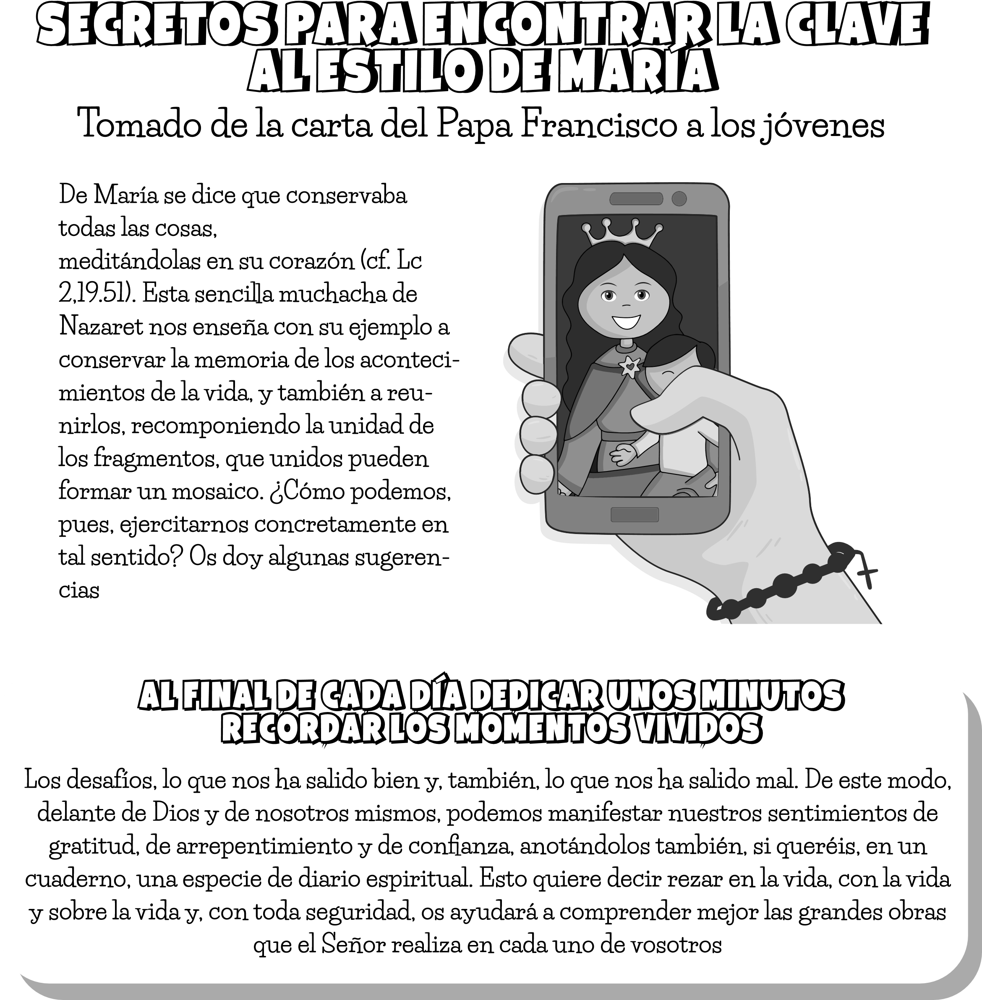 SECRETOS PARA ENCONTRAR LA CLAVE
AL ESTILO DE MARÍA
Tomado de la carta del Papa Francisco a los jóvenes
De María se dice que conservaba
todas las cosas,
meditándolas en su corazón (cf. Lc
2,19.51). Esta sencilla muchacha de
Nazaret nos enseña con su ejemplo a
conservar la memoria de los aconteci-
mientos de la vida, y también a reu-
nirlos, recomponiendo la unidad de
los fragmentos, que unidos pueden
formar un mosaico. ¿Cómo podemos,
pues, ejercitarnos concretamente en
tal sentido? Os doy algunas sugeren-
cias
AL FINAL DE CADA DÍA DEDICAR UNOS MINUTOS
RECORDAR LOS MOMENTOS VIVIDOS
Los desafíos, lo que nos ha salido bien y, también, lo que nos ha salido mal. De este modo,
delante de Dios y de nosotros mismos, podemos manifestar nuestros sentimientos de
gratitud, de arrepentimiento y de confianza, anotándolos también, si queréis, en un
cuaderno, una especie de diario espiritual. Esto quiere decir rezar en la vida, con la vida
y sobre la vida y, con toda seguridad, os ayudará a comprender mejor las grandes obras
que el Señor realiza en cada uno de vosotros